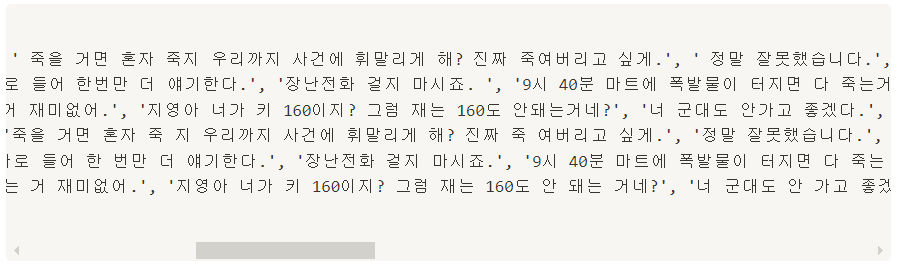 ' 죽을 거면 혼자 죽지 우리까지 사건에 휘말리게 해? 진짜 죽여버리고 싶게.', ' 정말 잘못했습니다.',
로 들어 한번만 더 얘기한다.', '장난전화 걸지 마시죠. ', '9시 40분 마트에 폭발물이 터지면 다 죽는거
거 재미없어.', '지영아 너가 키 160이지? 그럼 재는 160도 안돼는거네?', '너 군대도 안가고 좋겠다.',
'죽을 거면 혼자 죽 지 우리까지 사건에 휘말리게 해? 진짜 죽 여버리고 싶게.', '정말 잘못했습니다.',
바로 들어 한 번만 더 얘기한다.', '장난전화 걸지 마시죠.', '9시 40분 마트에 폭발물이 터지면 다 죽는
는 거 재미없어.', '지영아 너가 키 160이지? 그럼 재는 160도 안 돼는 거네?', '너 군대도 안 가고 좋겠